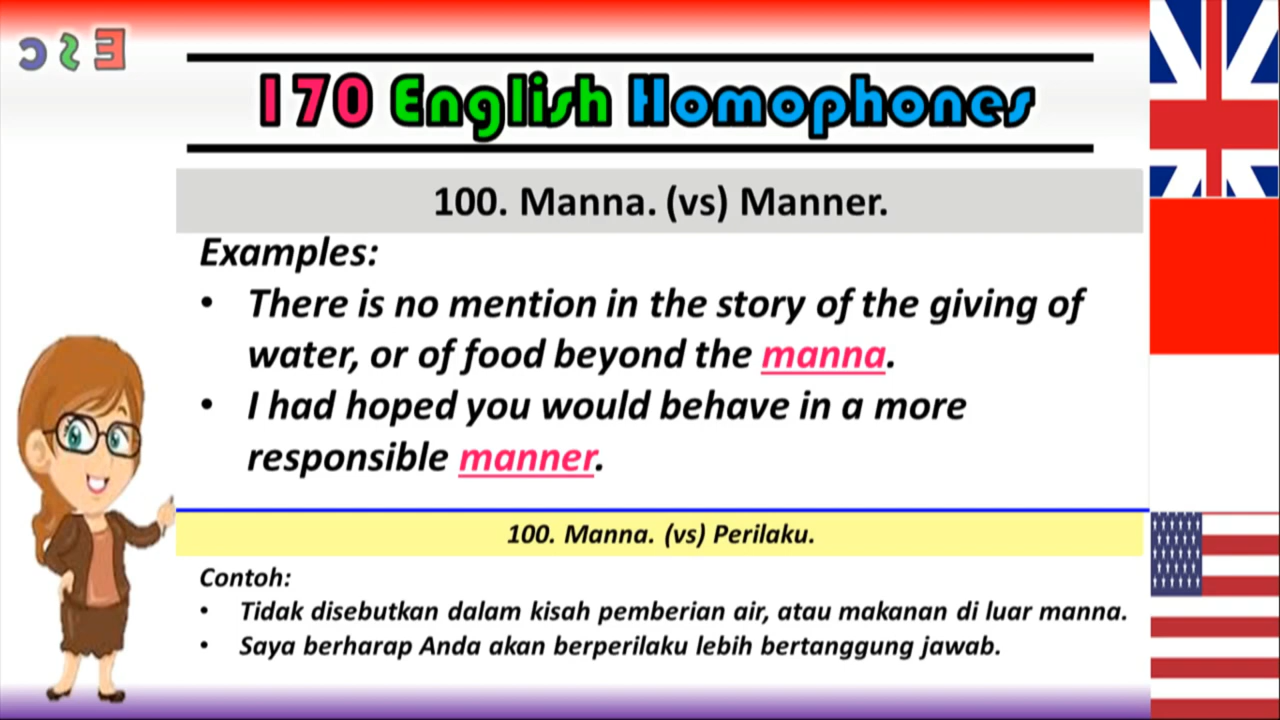 ESC
170 English Homophones
100. Manna. (vs) Manner.
Examples:
• There is no mention in the story of the giving of
water, or of food beyond the manna.
• I had hoped you would behave in a more
responsible manner.
100. Manna. (vs) Perilaku.
Contoh:
• Tidak disebutkan dalam kisah pemberian air, atau makanan di luar manna.
• Saya berharap Anda akan berperilaku lebih bertanggung jawab.